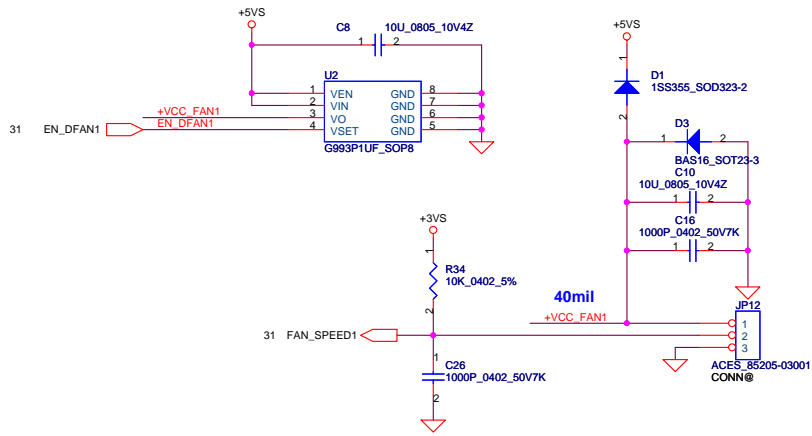 +5VS
C8
10U_0805_10V4Z
1
2
U2
1
VEN
GND
8
2
VIN
GND
7
+VCC_FAN1
3
VO
GND
6
31
EN_DFAN1
EN_DFAN1
4
VSET
GND
5
G993P1UF_SOP8
+5VS
1
D1
1SS355_SOD323-2
2
D3
1
2
BAS16_SOT23-3
C10
10U_0805_10V4Z
1
2
C16
1000P_0402_50V7K
1
2
+3VS
1
R34
10K_0402_5%
2
40mil
+VCC_FAN1
JP12
1
2
3
31
FAN_SPEED1
1
C26
1000P_0402_50V7K
2
ACES_85205-03001
CONN@